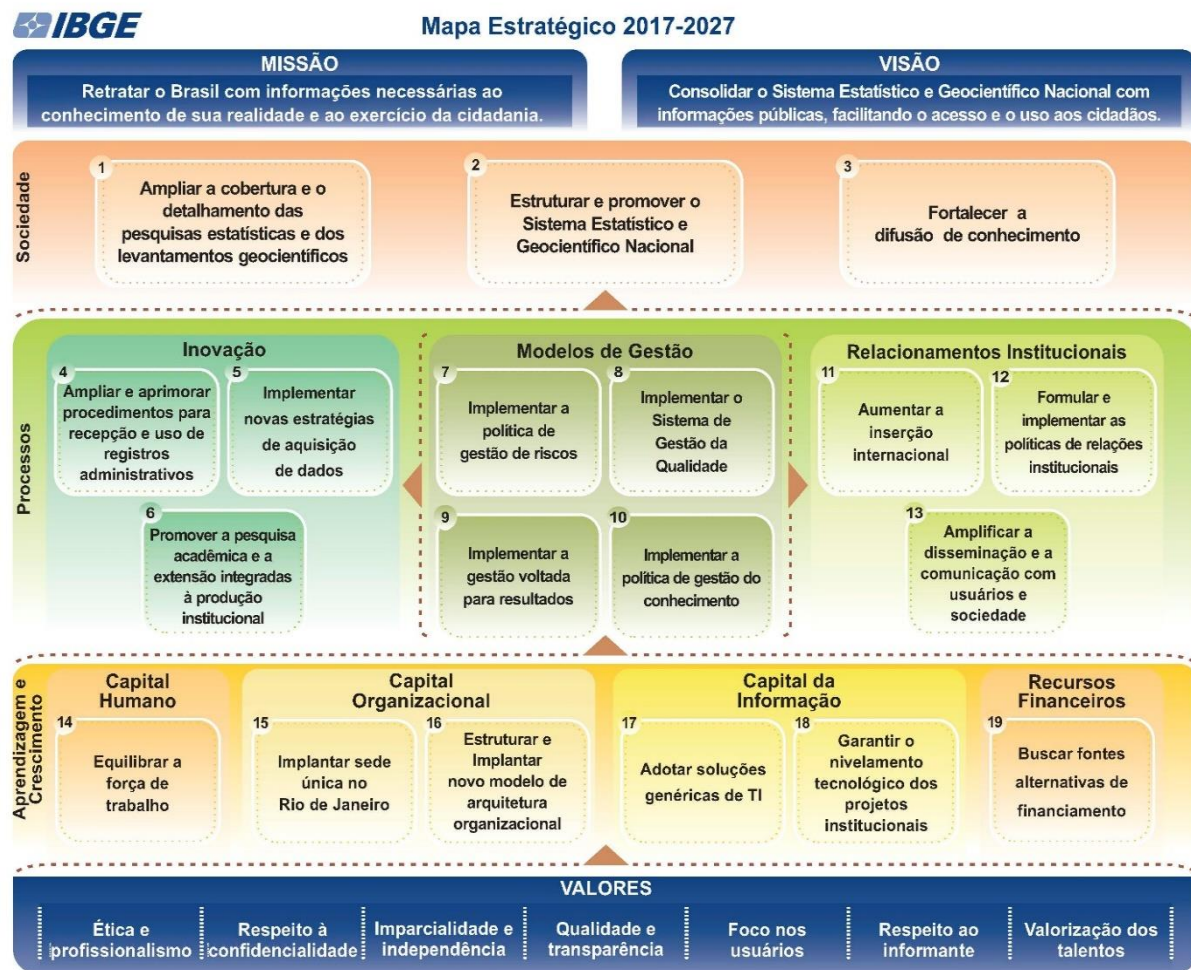 IBGE
Mapa Estratégico 2017-2027
MISSÃO
Retratar o Brasil com informações necessárias ao
conhecimento de sua realidade e ao exercício da cidadania.
VISÃO
Consolidar o Sistema Estatístico e Geocientífico Nacional com
informações públicas, facilitando o acesso e o uso aos cidadãos.
Sociedade
1
Ampliar a cobertura e o
detalhamento das
pesquisas estatísticas e dos
levantamentos geocientíficos
2
Estruturar e promover o
Sistema Estatístico e
Geocientífico Nacional
3
Fortalecer a
difusão de conhecimento
Processos
Inovação
4
Ampliar e aprimorar
procedimentos para
recepção e uso de
registros
administrativos
5
Implementar
novas estratégias
de aquisição
de dados
6
Promover a pesquisa
acadêmica e a
extensão integradas
à produção
institucional
Modelos de Gestão
7
Implementar a
política de
gestão de riscos
8
Implementar o
Sistema de
Gestão da
Qualidade
9
Implementar a
gestão voltada
para resultados
10
Implementar a
política de gestão do
conhecimento
Relacionamentos Institucionais
11
Aumentar a
inserção
internacional
12
Formular e
implementar as
políticas de relações
institucionais
13
Amplificar a
disseminação e a
comunicação com
usuários e
sociedade
Aprendizagem e
Crescimento
Capital
Humano
14
Equilibrar a
força de
trabalho
Capital
Organizacional
15
Implantar sede
única no
Rio de Janeiro
16
Estruturar e
Implantar
novo modelo de
arquitetura
organizacional
Capital da
Informação
17
Adotar soluções
genéricas de TI
18
Garantir o
nivelamento
tecnológico dos
projetos
institucionais
Recursos
Financeiros
19
Buscar fontes
alternativas de
financiamento
VALORES
Ética e
profissionalismo
Respeito à
confidencialidade
Imparcialidade e
independência
Qualidade e
transparência
Foco nos
usuários
Respeito ao
informante
Valorização dos
talentos